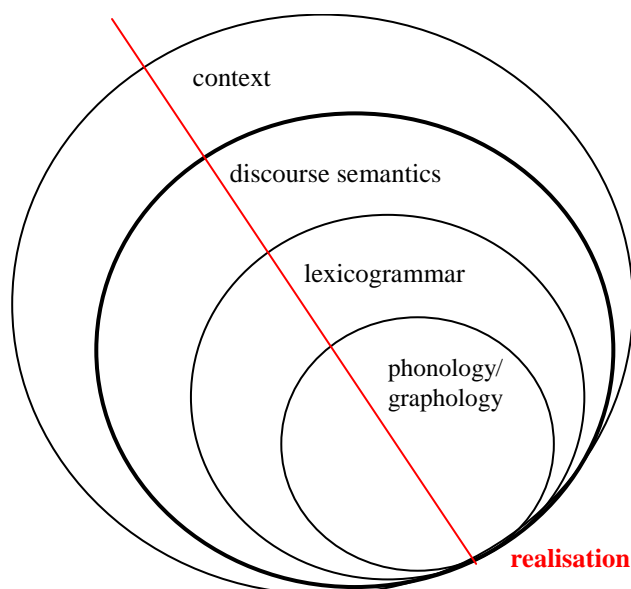 context
discourse semantics
lexicogrammar
phonology/
graphology
realisation